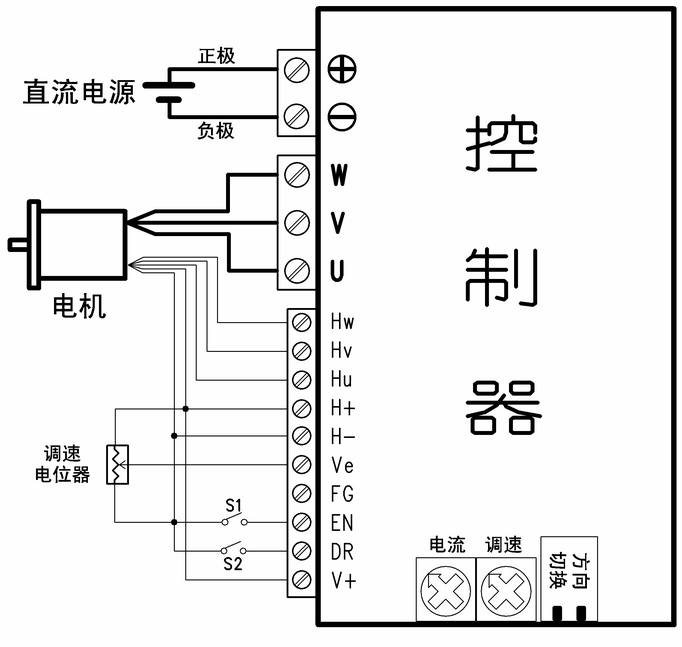 正极
直流电源
负极
⊕
⊖
W
V
U
电机
Hw
Hv
Hu
H+
H-
Ve
FG
EN
DR
V+
调速
电位器
S1
S2
控
制
器
电流
调速
方向
切换